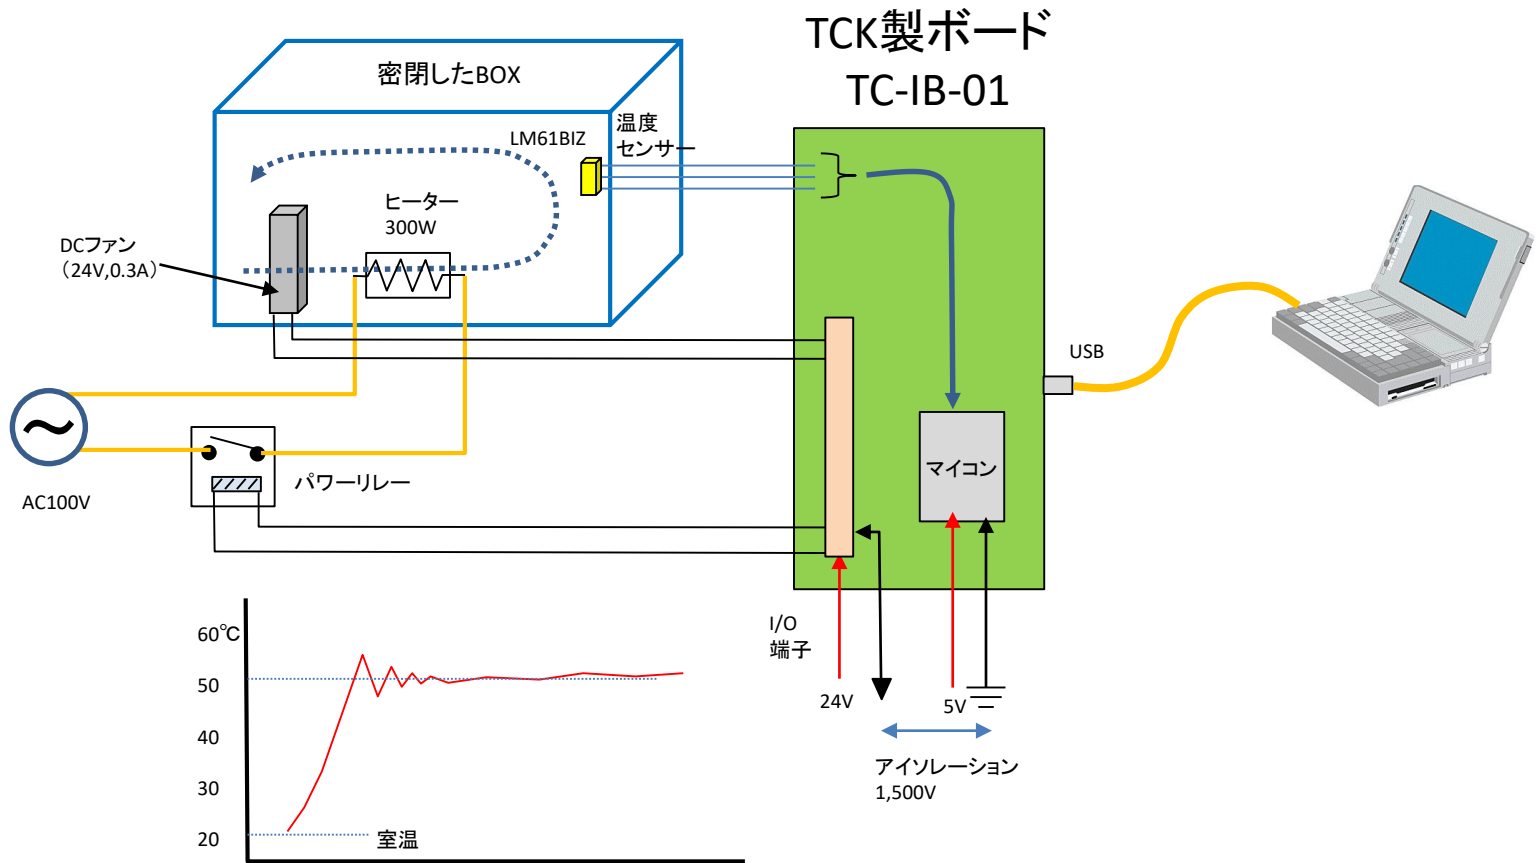 TCK製ボード
TC-IB-01
密閉したBOX
LM61BIZ
温度
センサー
ヒーター
300W
DCファン
（24V,0.3A）
USB
マイコン
パワーリレー
AC100V
I/O
端子
24V
5V
アイソレーション
1,500V
60℃
50
40
30
20
室温